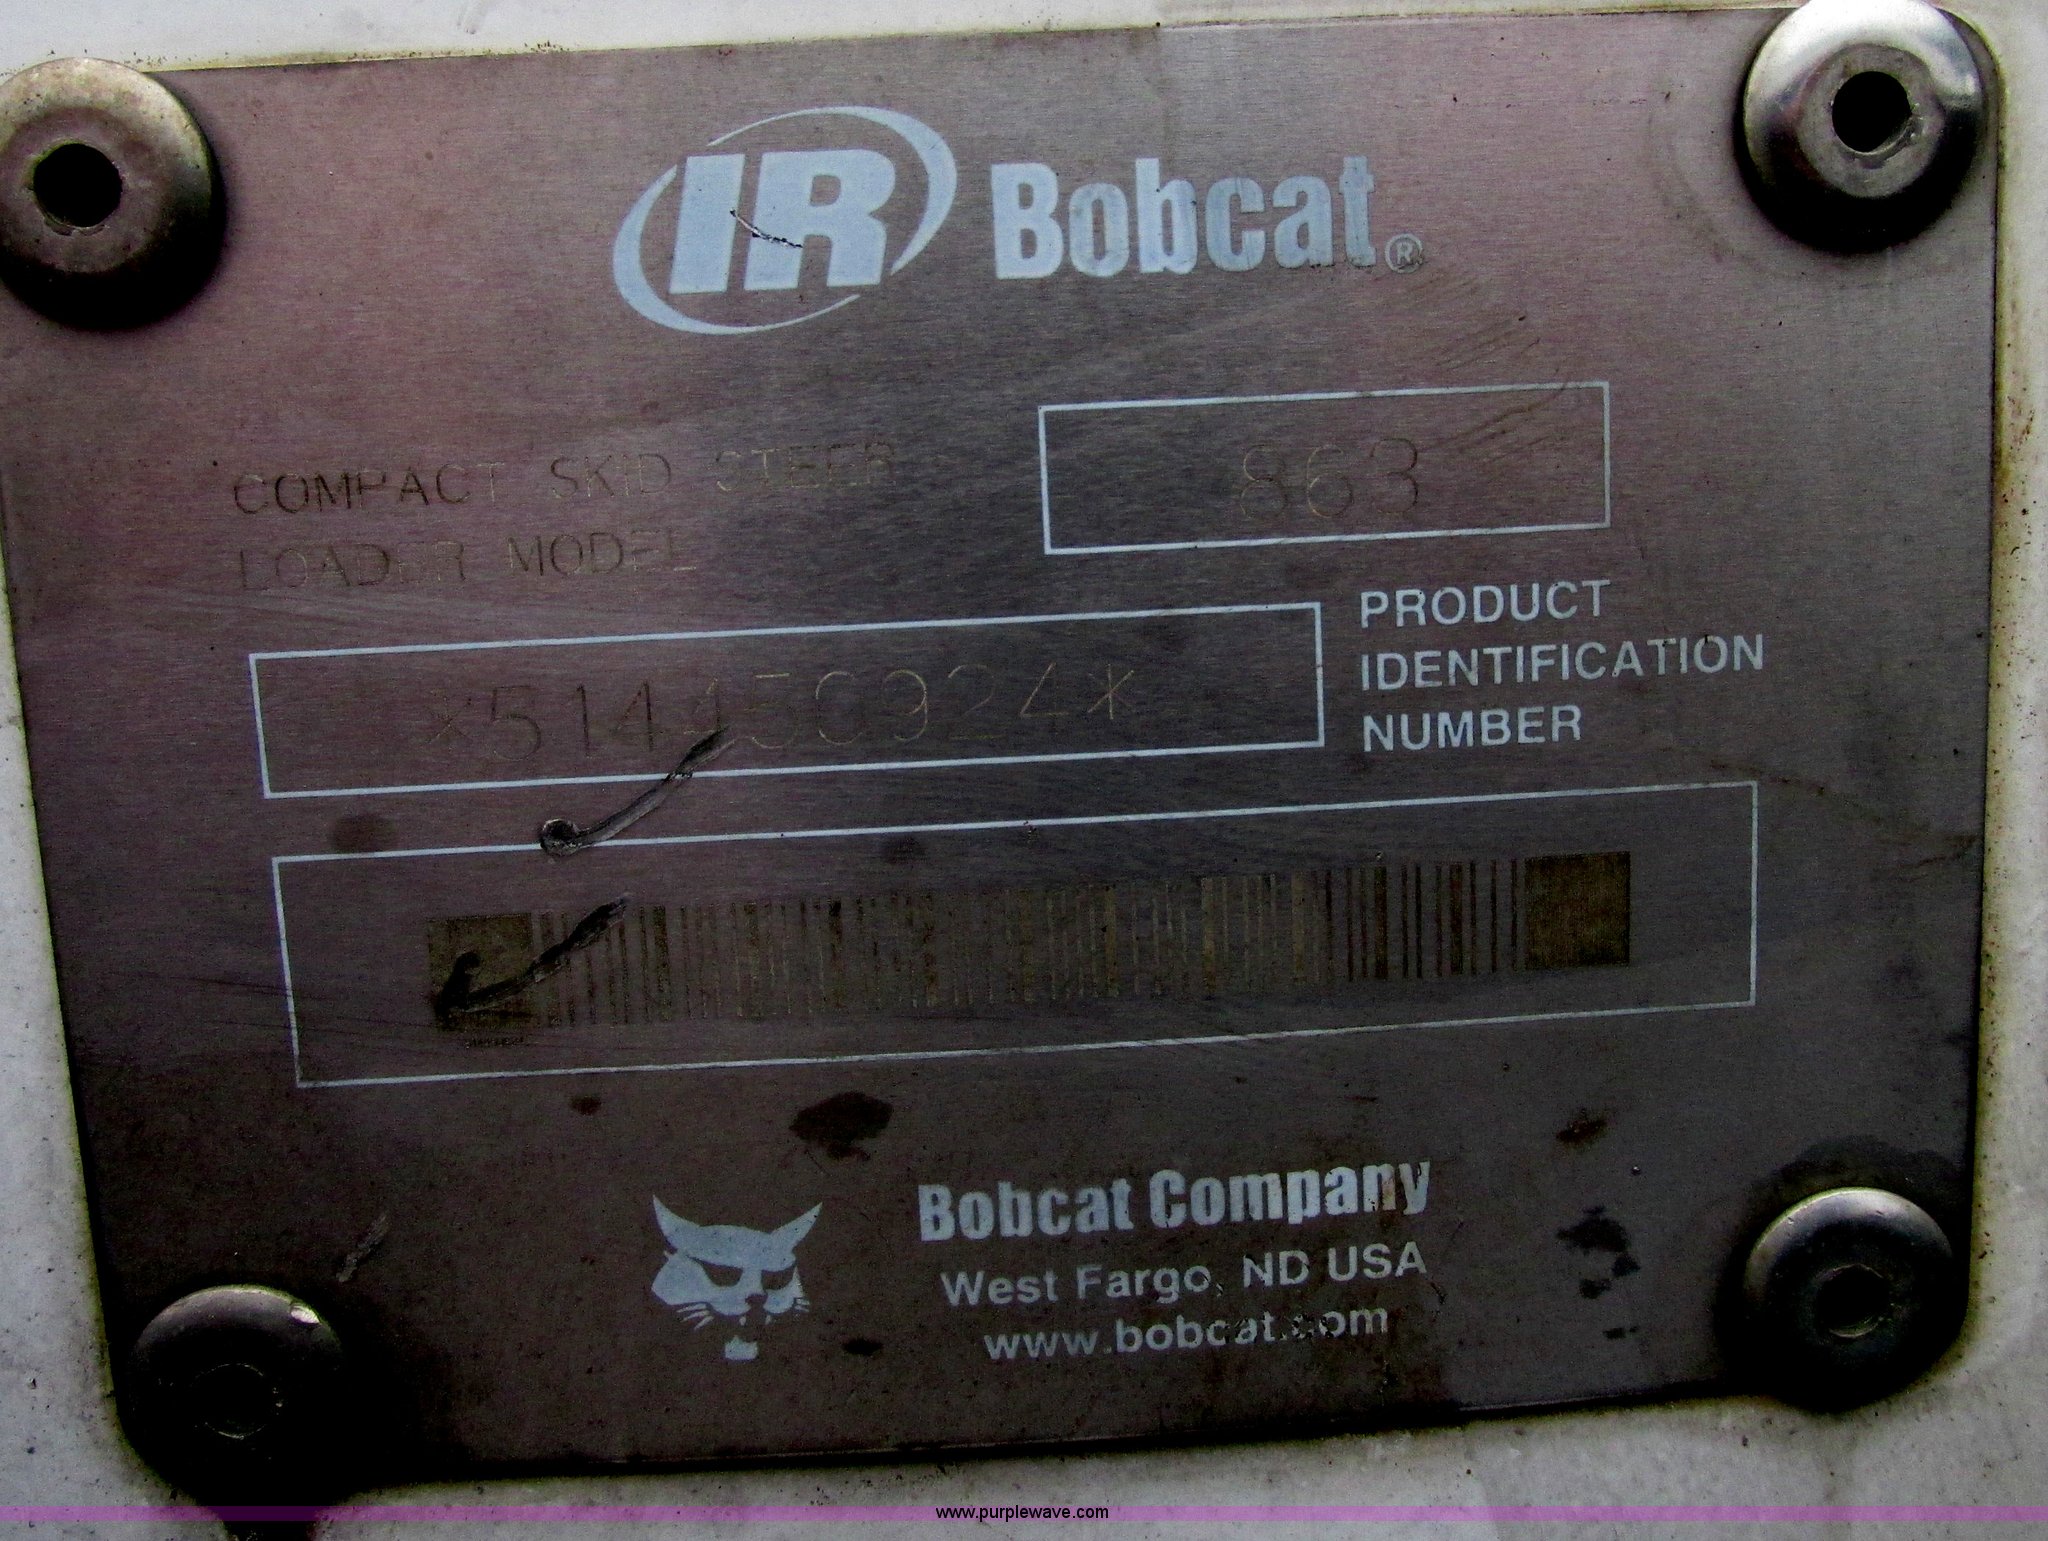 IR Bobcat®
COMPACT SKID STEER
LOADER MODEL
863
*514450924*
PRODUCT
IDENTIFICATION
NUMBER
Bobcat Company
West Fargo, ND USA
www.bobcat.com
www.purplewave.com